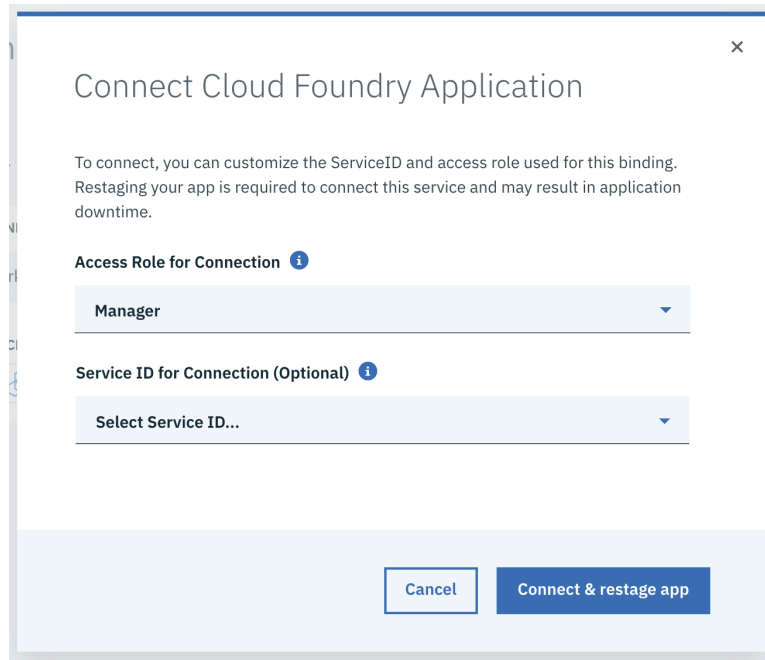 Connect Cloud Foundry Application
To connect, you can customize the ServiceID and access role used for this binding.
Restaging your app is required to connect this service and may result in application
downtime.
Access Role for Connection
Manager
Service ID for Connection (Optional)
Select Service ID...
Cancel
Connect & restage app